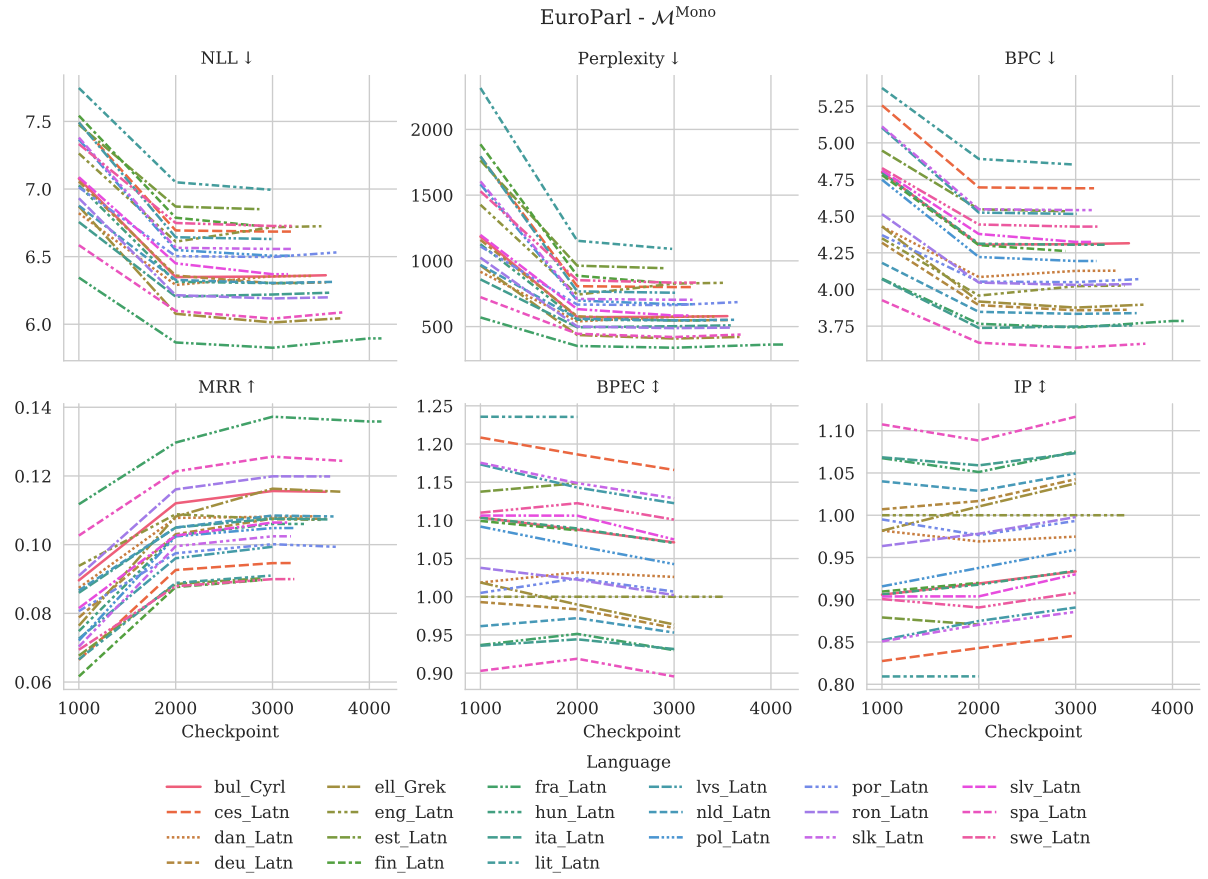 EuroParl - ℳ^Mono
NLL ↓
Perplexity ↓
BPC ↓
7.5
7.0
6.5
6.0
2000
1500
1000
500
5.25
5.00
4.75
4.50
4.25
4.00
3.75
MRR ↑
BPEC ↕
IP ↕
0.14
0.12
0.10
0.08
0.06
1.25
1.20
1.15
1.10
1.05
1.00
0.95
0.90
1.10
1.05
1.00
0.95
0.90
0.85
0.80
1000 2000 3000 4000
1000 2000 3000 4000
1000 2000 3000 4000
Checkpoint
Checkpoint
Checkpoint
Language
bul_Cyrl ell_Grek fra_Latn lvs_Latn por_Latn slv_Latn
ces_Latn eng_Latn hun_Latn nld_Latn ron_Latn spa_Latn
dan_Latn est_Latn ita_Latn pol_Latn slk_Latn swe_Latn
deu_Latn fin_Latn lit_Latn